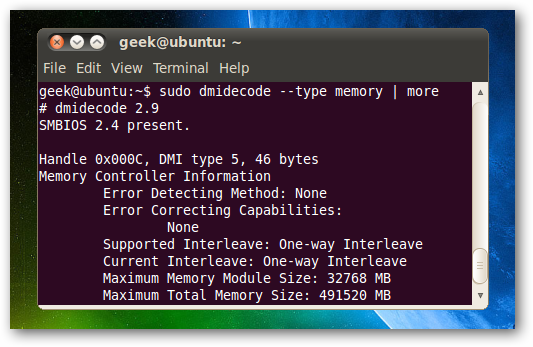 geek@ubuntu: ~
File Edit View Terminal Help
geek@ubuntu:~$ sudo dmidecode --type memory | more
# dmidecode 2.9
SMBIOS 2.4 present.
Handle 0x000C, DMI type 5, 46 bytes
Memory Controller Information
Error Detecting Method: None
Error Correcting Capabilities:
None
Supported Interleave: One-way Interleave
Current Interleave: One-way Interleave
Maximum Memory Module Size: 32768 MB
Maximum Total Memory Size: 491520 MB